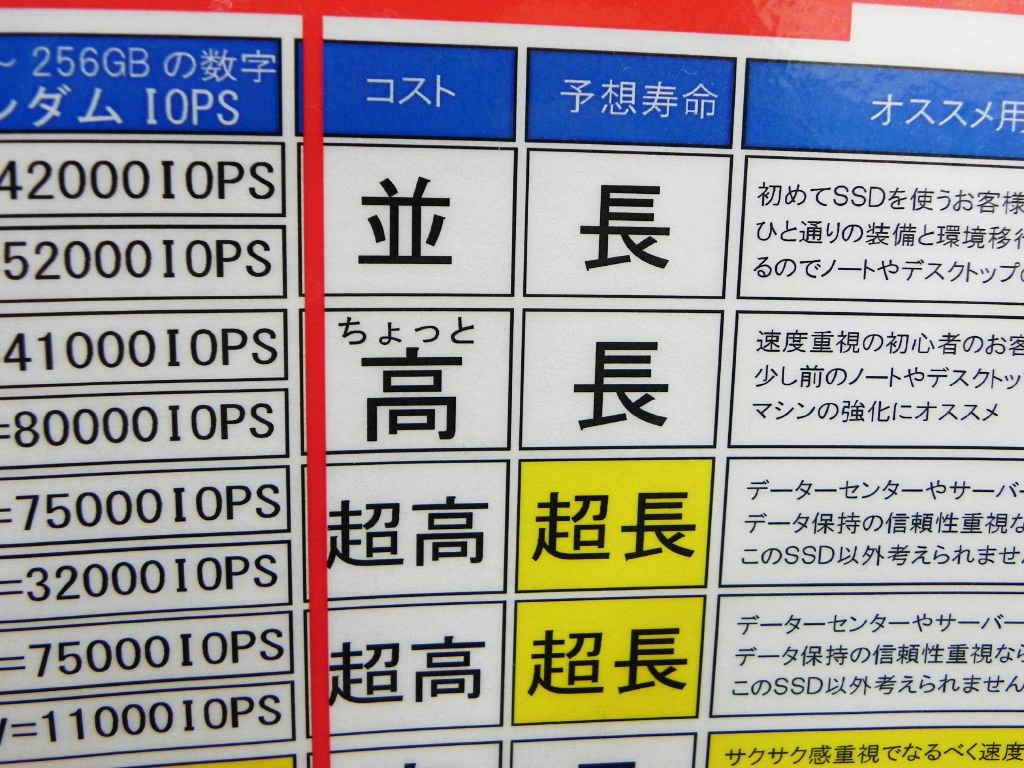 ~ 256GB の数字
ンダム IOPS
コスト
予想寿命
オススメ用
42000IOPS
52000IOPS
並
長
初めてSSDを使うお客様
ひと通りの装備と環境移行
るのでノートやデスクトップの
=41000IOPS
=80000IOPS
ちょっと
高
長
速度重視の初心者のお客
少し前のノートやデスクトッ
マシンの強化にオススメ
=75000IOPS
=32000IOPS
超高
超長
データーセンターやサーバー
データ保持の信頼性重視な
このSSD以外考えられません
=75000IOPS
=11000IOPS
超高
超長
データーセンターやサーバー
データ保持の信頼性重視なら
このSSD以外考えられません
サクサク感重視でなるべく速度